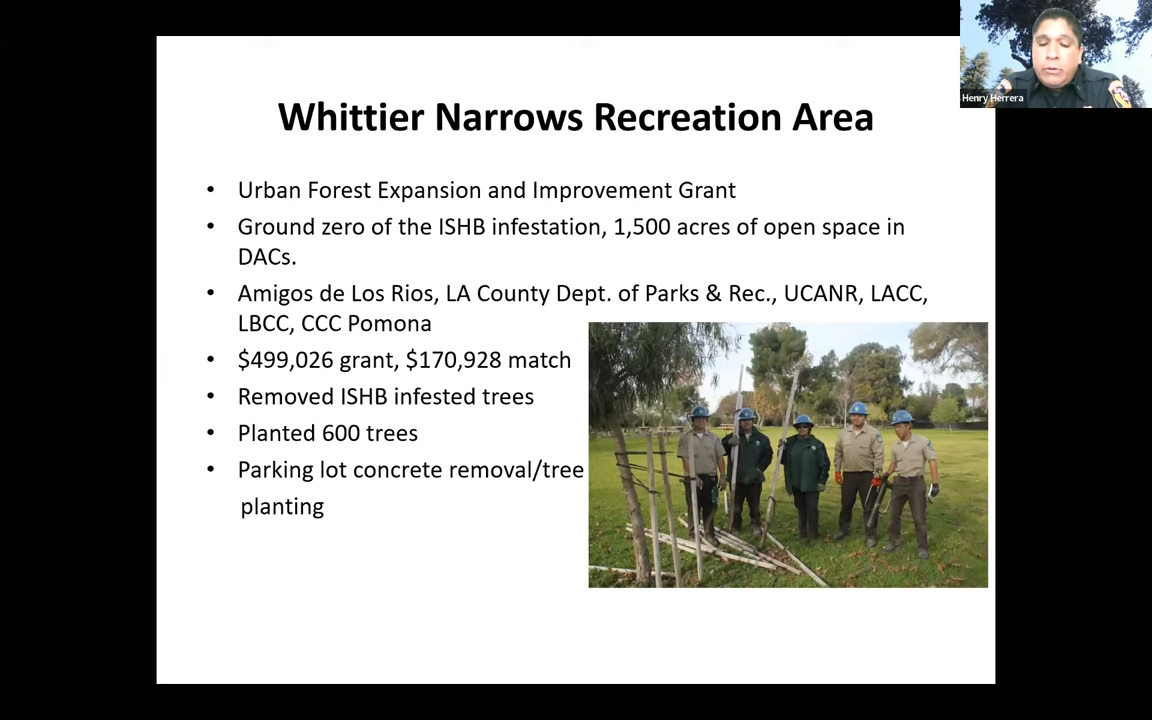 Henry Herrera
Whittier Narrows Recreation Area
• Urban Forest Expansion and Improvement Grant
• Ground zero of the ISHB infestation, 1,500 acres of open space in
DACs.
• Amigos de Los Rios, LA County Dept. of Parks & Rec., UCANR, LACC,
LBCC, CCC Pomona
• $499,026 grant, $170,928 match
• Removed ISHB infested trees
• Planted 600 trees
• Parking lot concrete removal/tree
planting